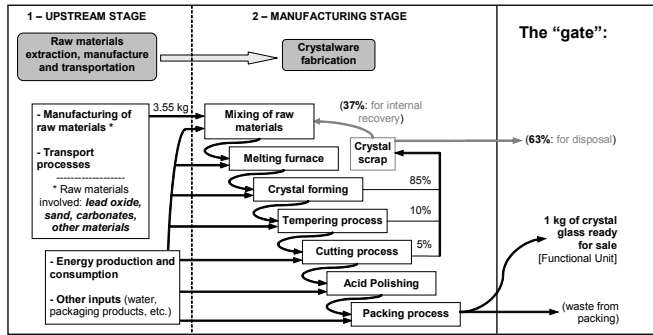 1 – UPSTREAM STAGE
2 – MANUFACTURING STAGE
The “gate”:
Raw materials
extraction, manufacture
and transportation
Crystalware
fabrication
- Manufacturing of
raw materials *
- Transport
processes
-------------------
* Raw materials
involved: lead oxide,
sand, carbonates,
other materials
3.55 kg
Mixing of raw
materials
(37%: for internal
recovery)
Crystal
scrap
(63%: for disposal)
Melting furnace
Crystal forming
85%
Tempering process
10%
Cutting process
5%
Acid Polishing
Packing process
- Energy production and
consumption
- Other inputs (water,
packaging products, etc.)
1 kg of crystal
glass ready
for sale
[Functional Unit]
(waste from
packing)